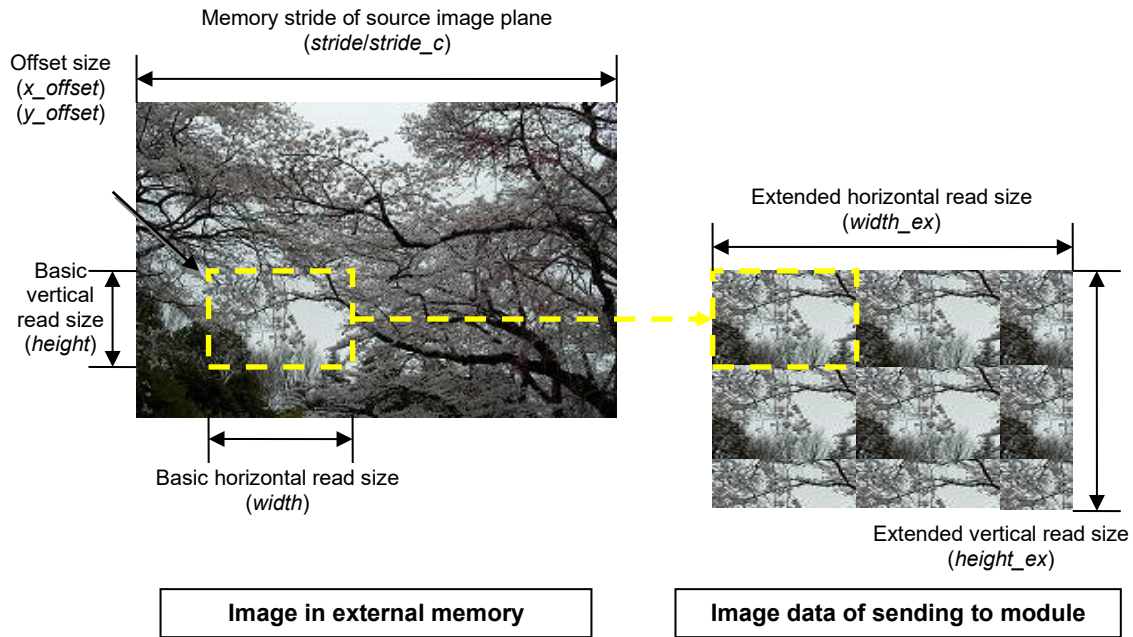 Memory stride of source image plane
(stride/stride_c)
Offset size
(x_offset)
(y_offset)
Extended horizontal read size
(width_ex)
Basic
vertical
read size
(height)
Basic horizontal read size
(width)
Extended vertical read size
(height_ex)
Image in external memory
Image data of sending to module